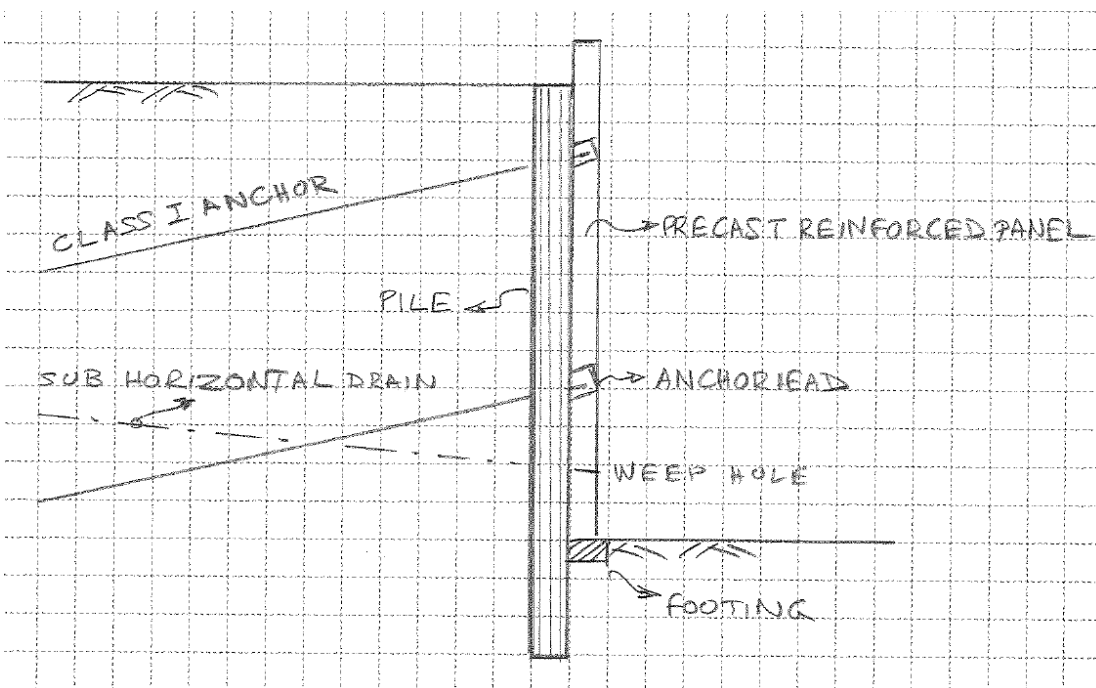 CLASS I ANCHOR
PRECAST REINFORCED PANEL
PILE
SUB HORIZONTAL DRAIN
ANCHORHEAD
WEEP HOLE
FOOTING